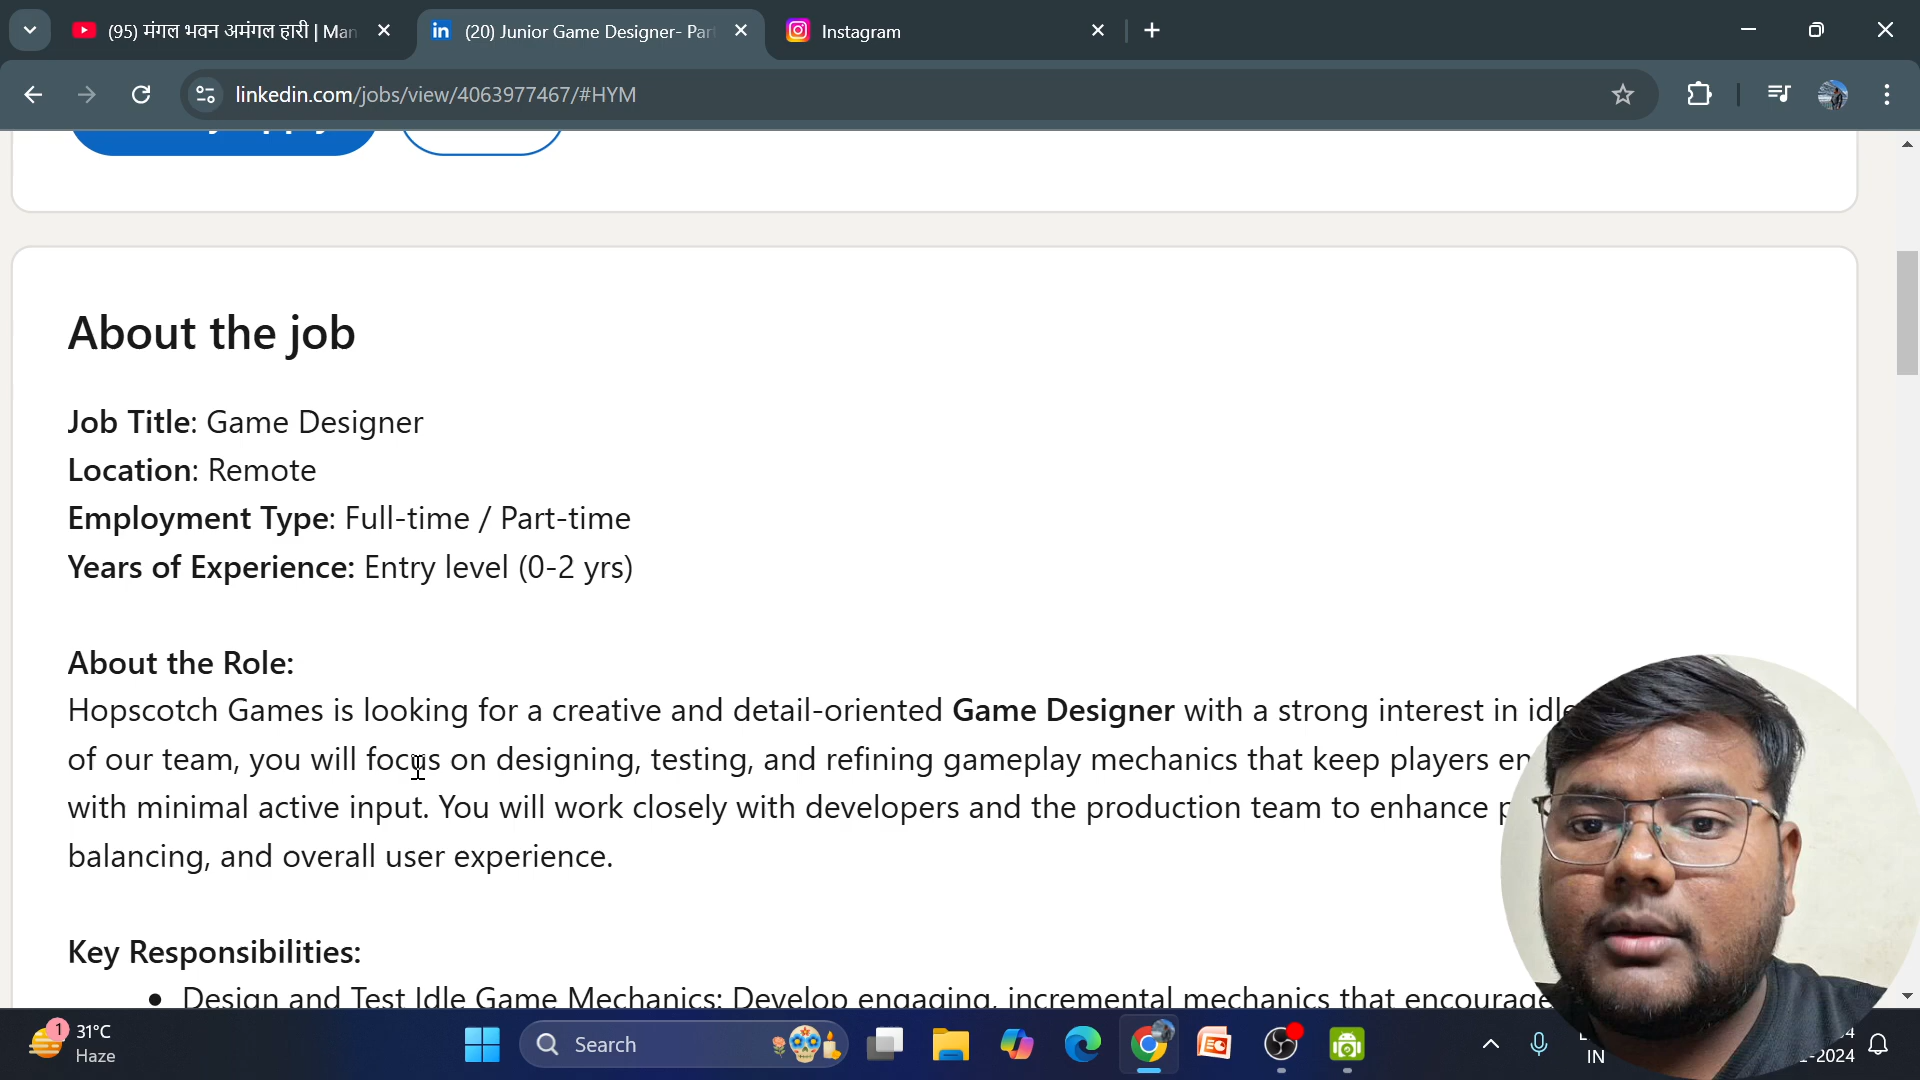 (95) मंगल भवन अमंगल हारी | Man
in (20) Junior Game Designer- Par
Instagram
linkedin.com/jobs/view/4063977467/#HYM
About the job
Job Title: Game Designer
Location: Remote
Employment Type: Full-time / Part-time
Years of Experience: Entry level (0-2 yrs)
About the Role:
Hopscotch Games is looking for a creative and detail-oriented Game Designer with a strong interest in idle
of our team, you will focus on designing, testing, and refining gameplay mechanics that keep players en
with minimal active input. You will work closely with developers and the production team to enhance p
balancing, and overall user experience.
Key Responsibilities:
• Design and Test Idle Game Mechanics: Develop engaging, incremental mechanics that encourage
1
31°C
Haze
Search
IN
-2024